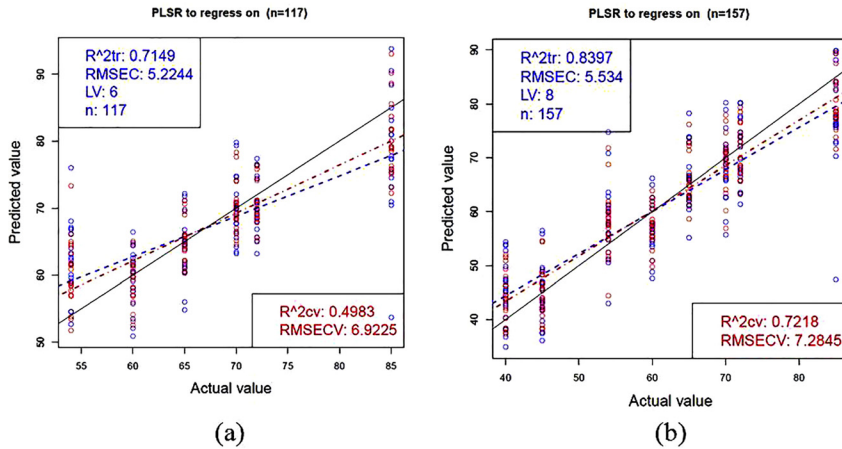 PLSR to regress on (n=117)
R^2tr: 0.7149
RMSEC: 5.2244
LV: 6
n: 117
Predicted value
90
80
70
60
50
R^2cv: 0.4983
RMSECV: 6.9225
55 60 65 70 75 80 85
Actual value
(a)
PLSR to regress on (n=157)
R^2tr: 0.8397
RMSEC: 5.534
LV: 8
n: 157
Predicted value
90
80
70
60
50
40
R^2cv: 0.7218
RMSECV: 7.2845
40 50 60 70 80
Actual value
(b)